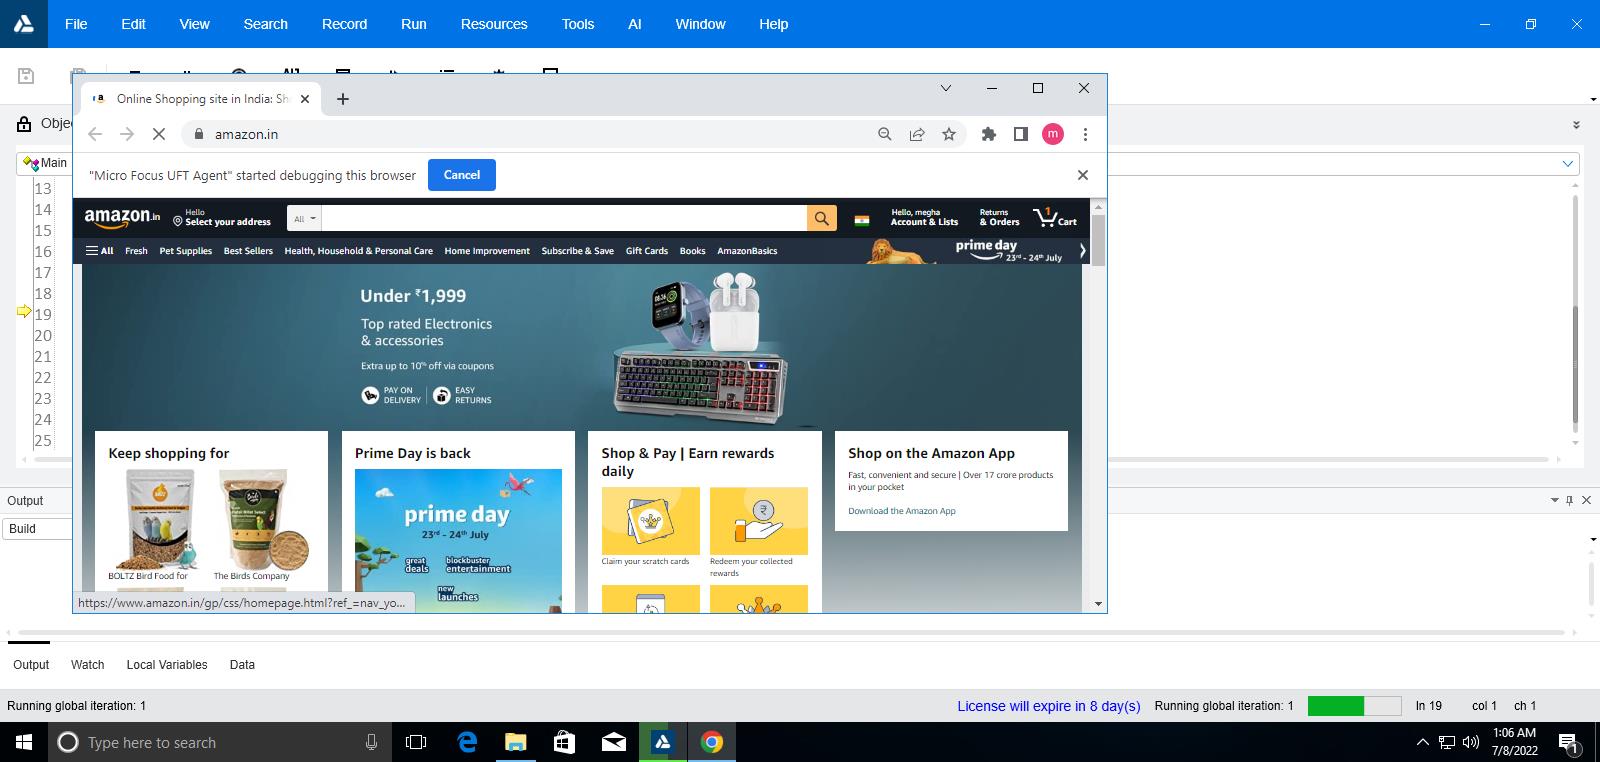 File Edit View Search Record Run Resources Tools AI Window Help
Online Shopping site in India: Sh
amazon.in
"Micro Focus UFT Agent" started debugging this browser Cancel
Main
13
14
15
16
17
18
19
20
21
22
23
24
25
amazon.in
Hello
Select your address
All
Hello, megha
Account & Lists
Returns
& Orders
1
Cart
All Fresh Pet Supplies Best Sellers Health, Household & Personal Care Home Improvement Subscribe & Save Gift Cards Books AmazonBasics
prime day
23rd - 24th July
Under ₹1,999
Top rated Electronics
& accessories
Extra up to 10% off via coupons
PAY ON
DELIVERY
EASY
RETURNS
Keep shopping for
BOLTZ Bird Food for
The Birds Company
Prime Day is back
prime day
23rd - 24th July
great
deals
blockbuster
entertainment
new
launches
Shop & Pay | Earn rewards
daily
Claim your scratch cards
Redeem your collected
rewards
Shop on the Amazon App
Fast, convenient and secure | Over 17 crore products
in your pocket
Download the Amazon App
https://www.amazon.in/gp/css/homepage.html?ref_=nav_yo...
Output
Build
Output Watch Local Variables Data
Running global iteration: 1
License will expire in 8 day(s) Running global iteration: 1 ln 19 col 1 ch 1
Type here to search
1:06 AM
7/8/2022
1